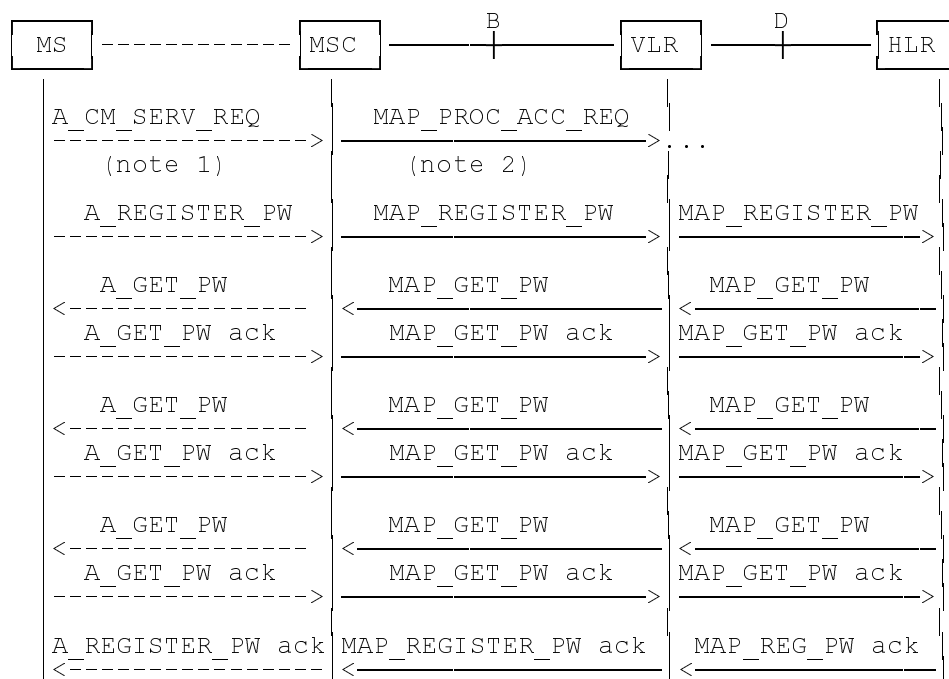 B D
MS MSC VLR HLR
A_CM_SERV_REQ MAP_PROC_ACC_REQ
...
(note 1) (note 2)
A_REGISTER_PW MAP_REGISTER_PW MAP_REGISTER_PW
A_GET_PW MAP_GET_PW MAP_GET_PW
A_GET_PW ack MAP_GET_PW ack MAP_GET_PW ack
A_GET_PW MAP_GET_PW MAP_GET_PW
A_GET_PW ack MAP_GET_PW ack MAP_GET_PW ack
A_GET_PW MAP_GET_PW MAP_GET_PW
A_GET_PW ack MAP_GET_PW ack MAP_GET_PW ack
A_REGISTER_PW ack MAP_REGISTER_PW ack MAP_REG_PW ack